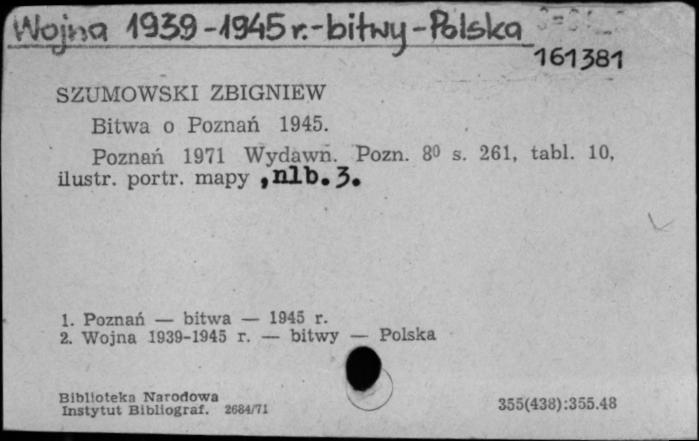 Wojna 1939-1945 r.-bitwy-Polska
161381
SZUMOWSKI ZBIGNIEW
Bitwa o Poznań 1945.
Poznań 1971 Wydawn. Pozn. 8⁰ s. 261, tabl. 10,
ilustr. portr. mapy ,nlb.3.
1. Poznań — bitwa — 1945 r.
2. Wojna 1939-1945 r. — bitwy — Polska
Biblioteka Narodowa
Instytut Bibliograf. 2684/71
355(438):355.48